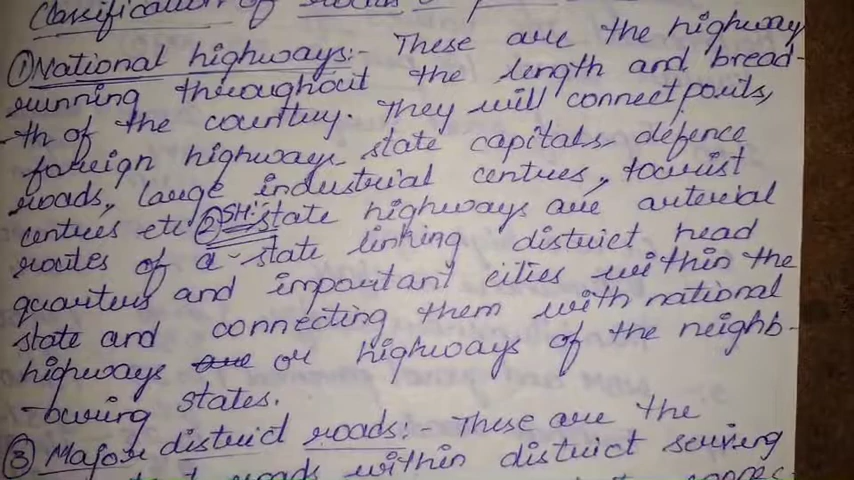 Classification of roads
① National highways:- These are the highway
running throughout the length and bread-
-th of the country. They will connect ports,
foreign highways state capitals defence
roads, large industrial centres, tourist
centres etc ② SH:- state highways are arterial
routes of a state linking district head
quarters and important cities within the
state and connecting them with national
highways or highways of the neighb-
-ouring states.
③ Major district roads:- These are the
roads within district serving